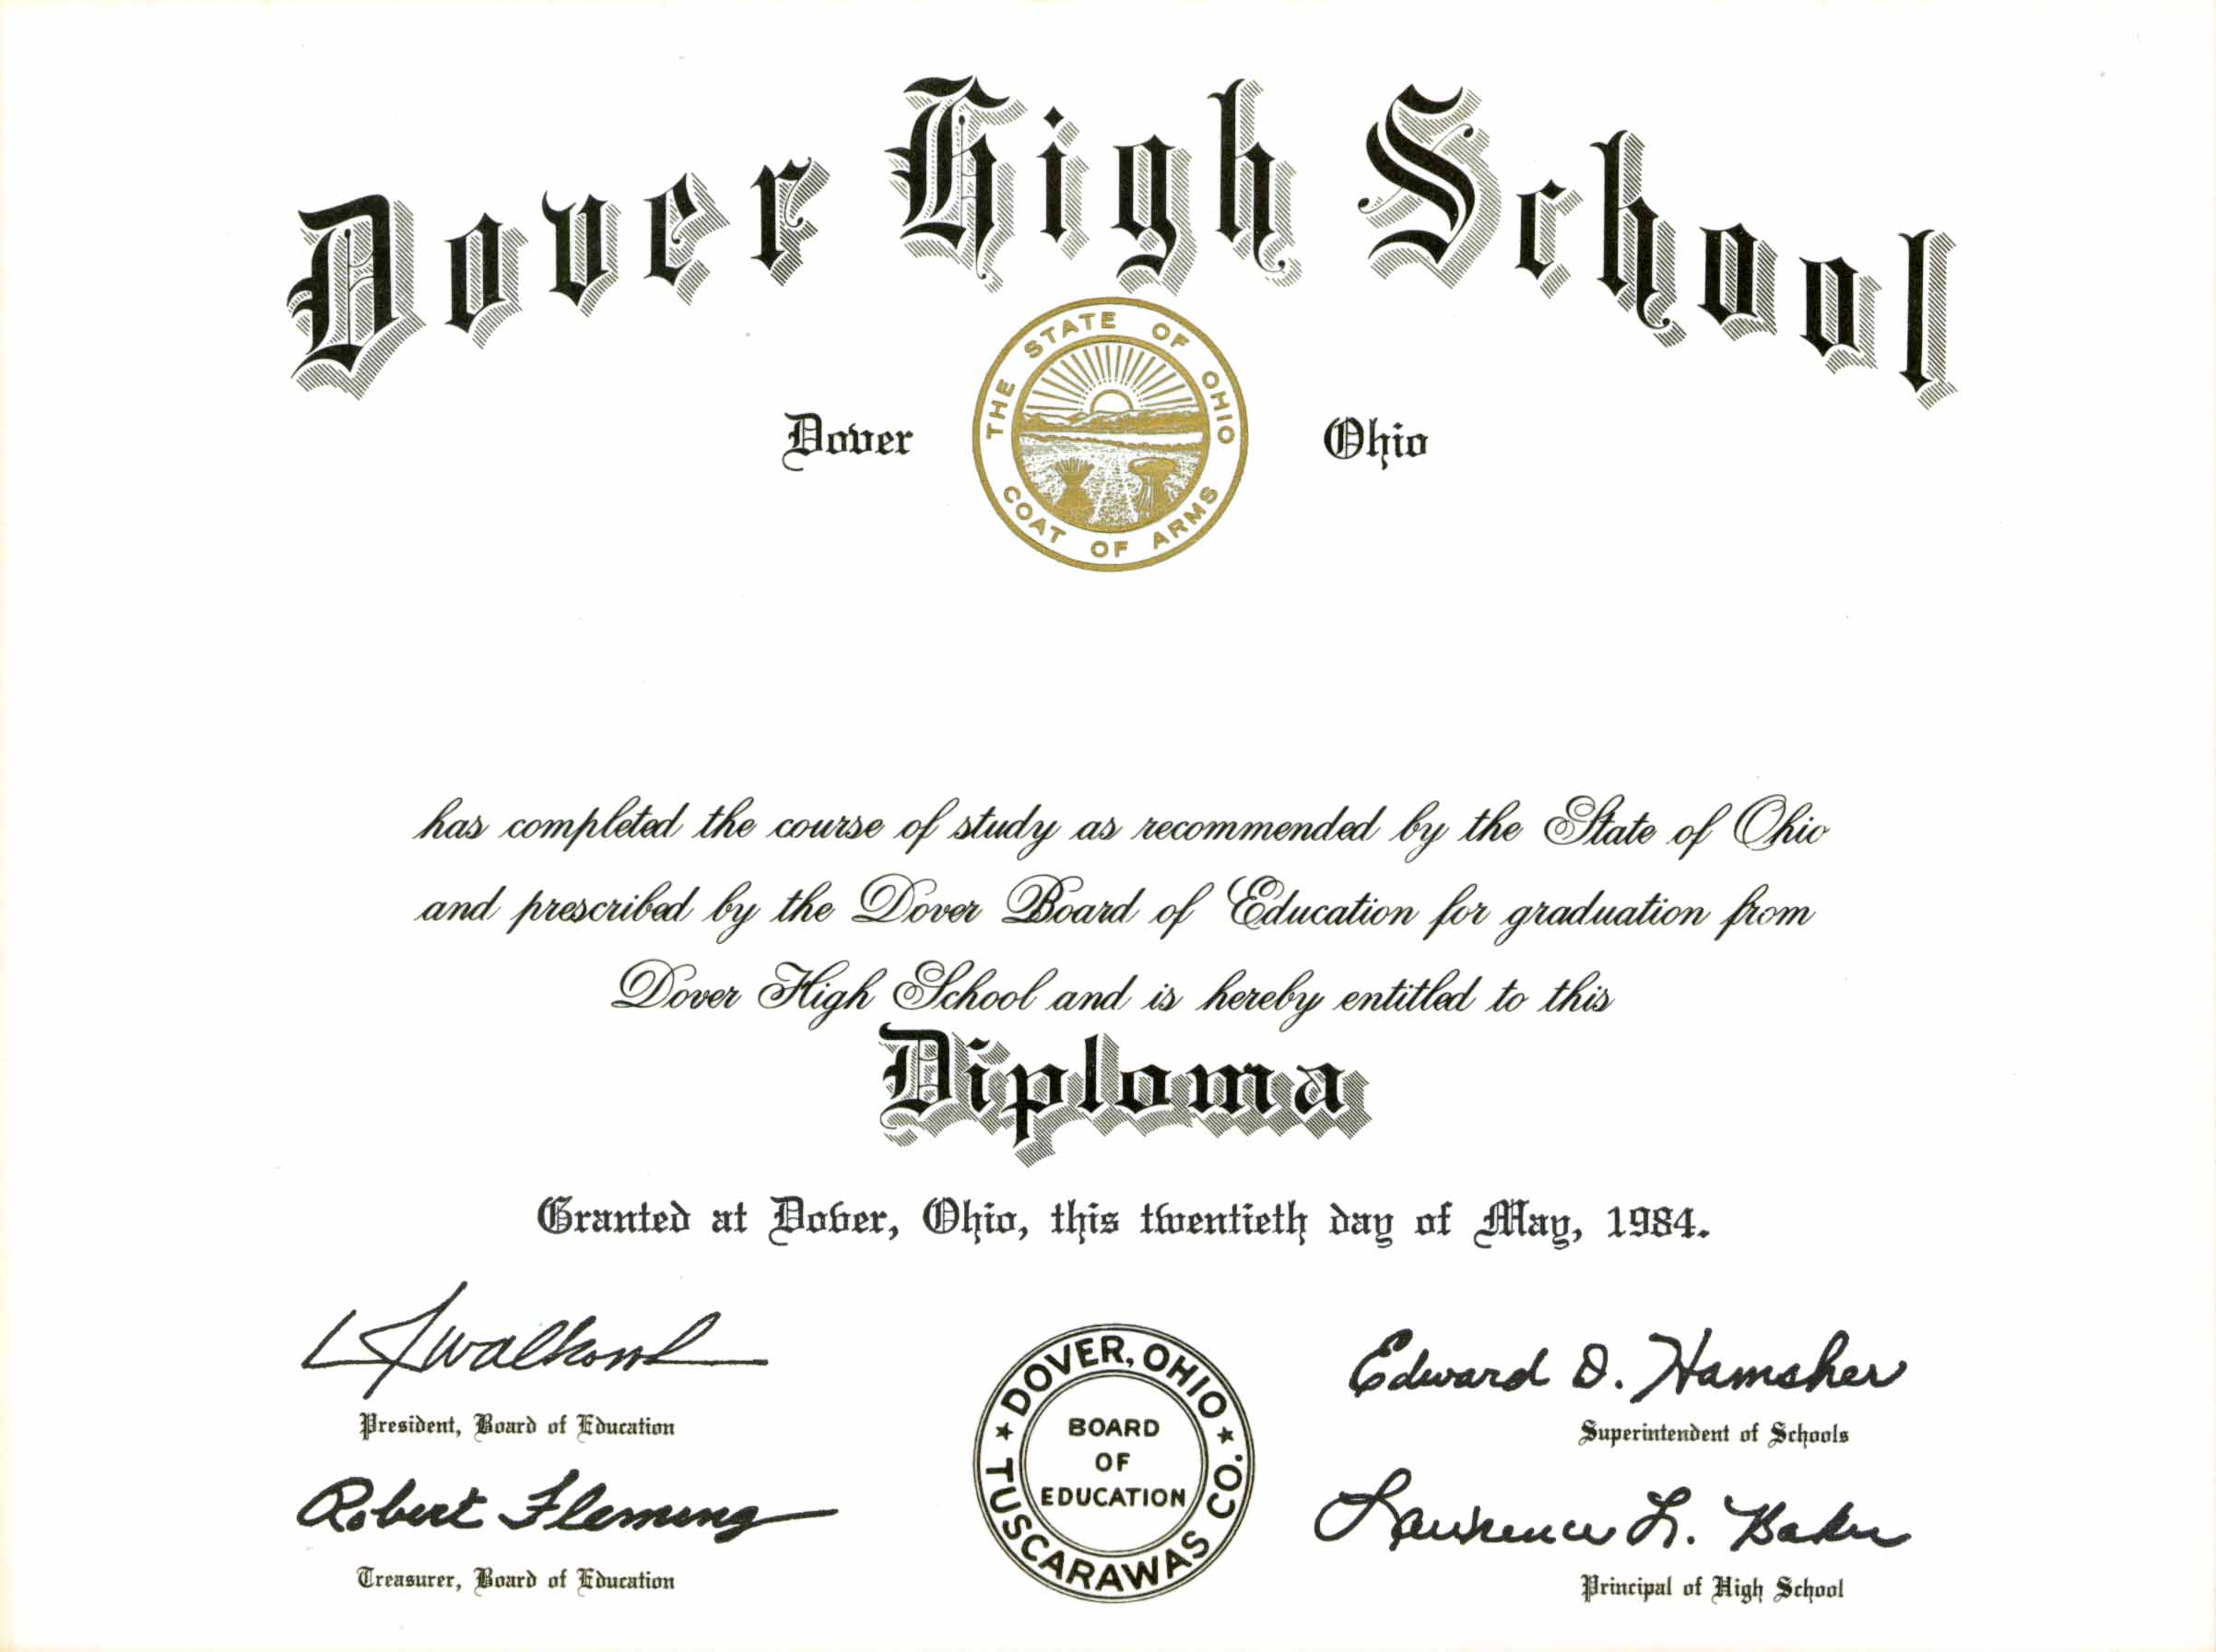 Dover High School
THE STATE OF OHIO
Dover
Ohio
COAT OF ARMS
has completed the course of study as recommended by the State of Ohio
and prescribed by the Dover Board of Education for graduation from
Dover High School and is hereby entitled to this
Diploma
Granted at Dover, Ohio, this twentieth day of May, 1984.
President, Board of Education
Edward D. Hamsher
Superintendent of Schools
Robert Fleming
Treasurer, Board of Education
Lawrence L. Baker
Principal of High School
DOVER, OHIO
BOARD
OF
EDUCATION
★ TUSCARAWAS CO. ★